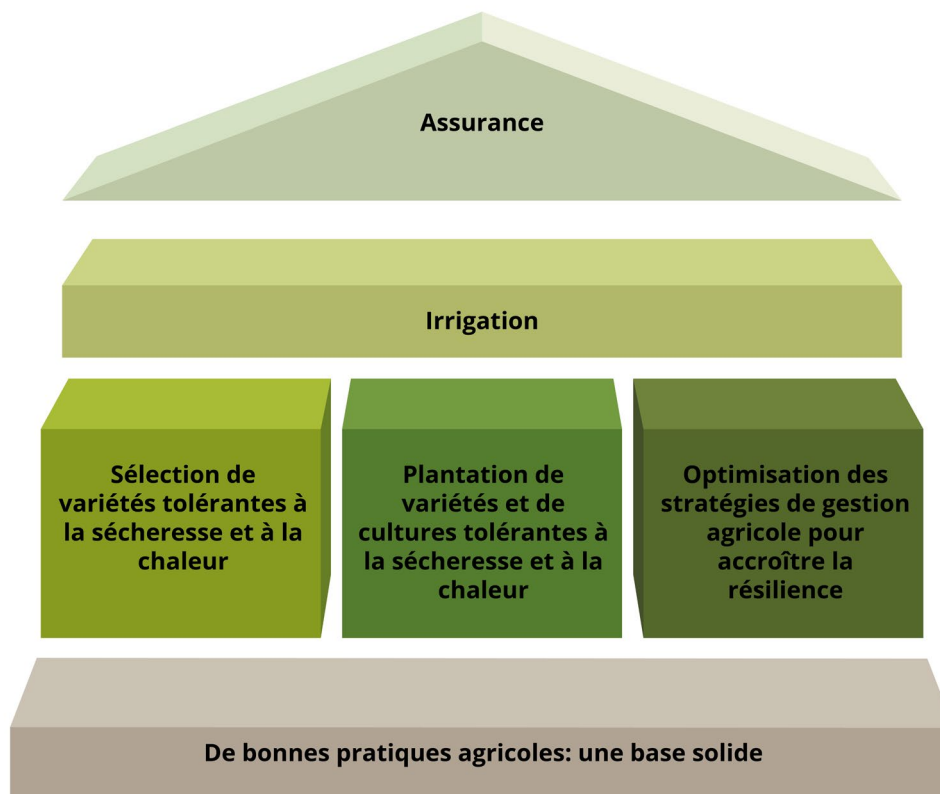 Assurance
Irrigation
Sélection de
variétés tolérantes à
la sécheresse et à la
chaleur
Plantation de
variétés et de
cultures tolérantes à
la sécheresse et à la
chaleur
Optimisation des
stratégies de gestion
agricole pour
accroître la
résilience
De bonnes pratiques agricoles: une base solide